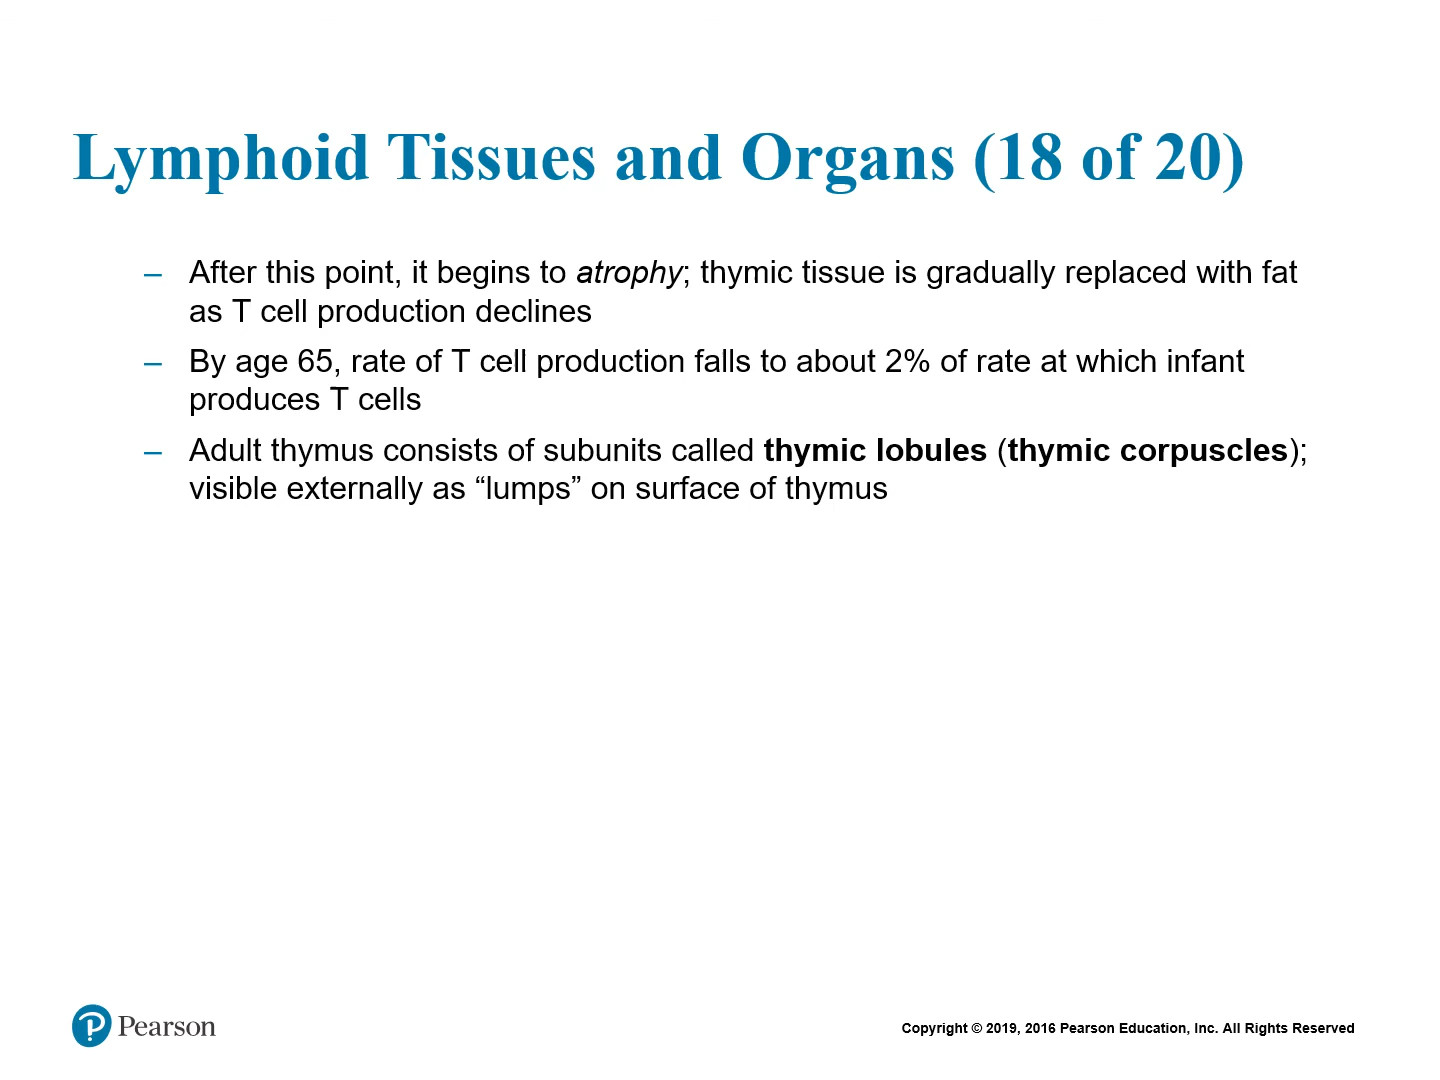 Lymphoid Tissues and Organs (18 of 20)
– After this point, it begins to atrophy; thymic tissue is gradually replaced with fat
as T cell production declines
– By age 65, rate of T cell production falls to about 2% of rate at which infant
produces T cells
– Adult thymus consists of subunits called thymic lobules (thymic corpuscles);
visible externally as “lumps” on surface of thymus
Pearson
Copyright © 2019, 2016 Pearson Education, Inc. All Rights Reserved